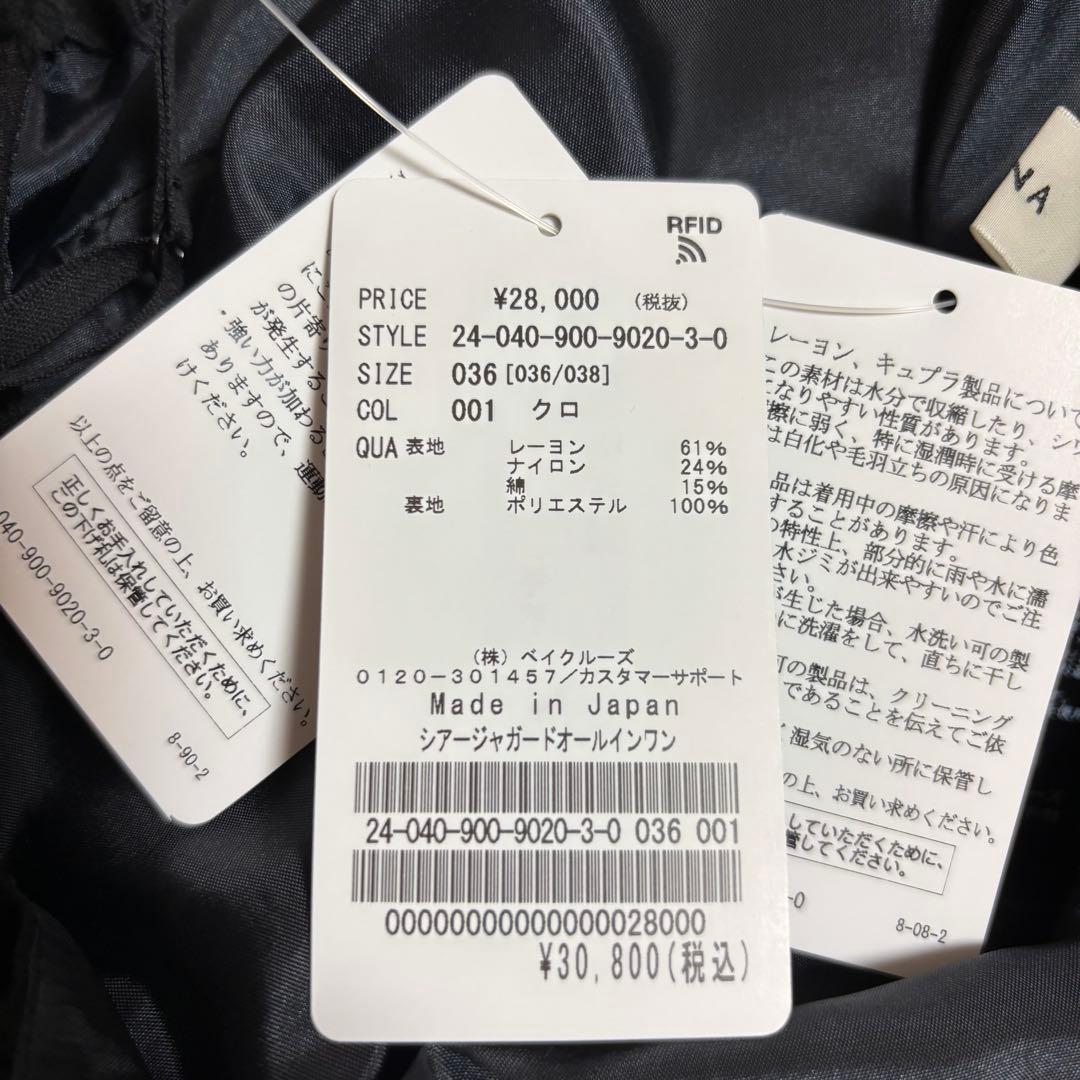 RFID
PRICE ¥28,000 (税抜)
STYLE 24-040-900-9020-3-0
SIZE 036 [036/038]
COL 001 クロ
QUA 表地 レーヨン 61%
ナイロン 24%
綿 15%
裏地 ポリエステル 100%
(株) ベイクルーズ
0120-301457/カスタマーサポート
Made in Japan
シアージャガードオールインワン
24-040-900-9020-3-0 036 001
00000000000000028000
¥30,800(税込)
の片寄り
が発生する
・強い力が加わる
ありますので、運動
けください。
以上の点をご留意の上、お買い求めください。
正しくお手入れしていただくために、
この下げ札は保管してください。
040-900-9020-3-0
8-90-2
レーヨン、キュプラ製品について
この素材は水分で収縮したり、シワ
になりやすい性質があります。
摩擦に弱く、特に湿潤時に受ける摩
は白化や毛羽立ちの原因になりま
品は着用中の摩擦や汗により色
することがあります。
の特性上、部分的に雨や水に濡
水ジミが出来やすいのでご注
さい。
が生じた場合、水洗い可の製
に洗濯をして、直ちに干し
可の製品は、クリーニング
であることを伝えてご依
湿気のない所に保管し
の上、お買い求めください。
していただくために、
管してください。
-0
8-08-2
VA